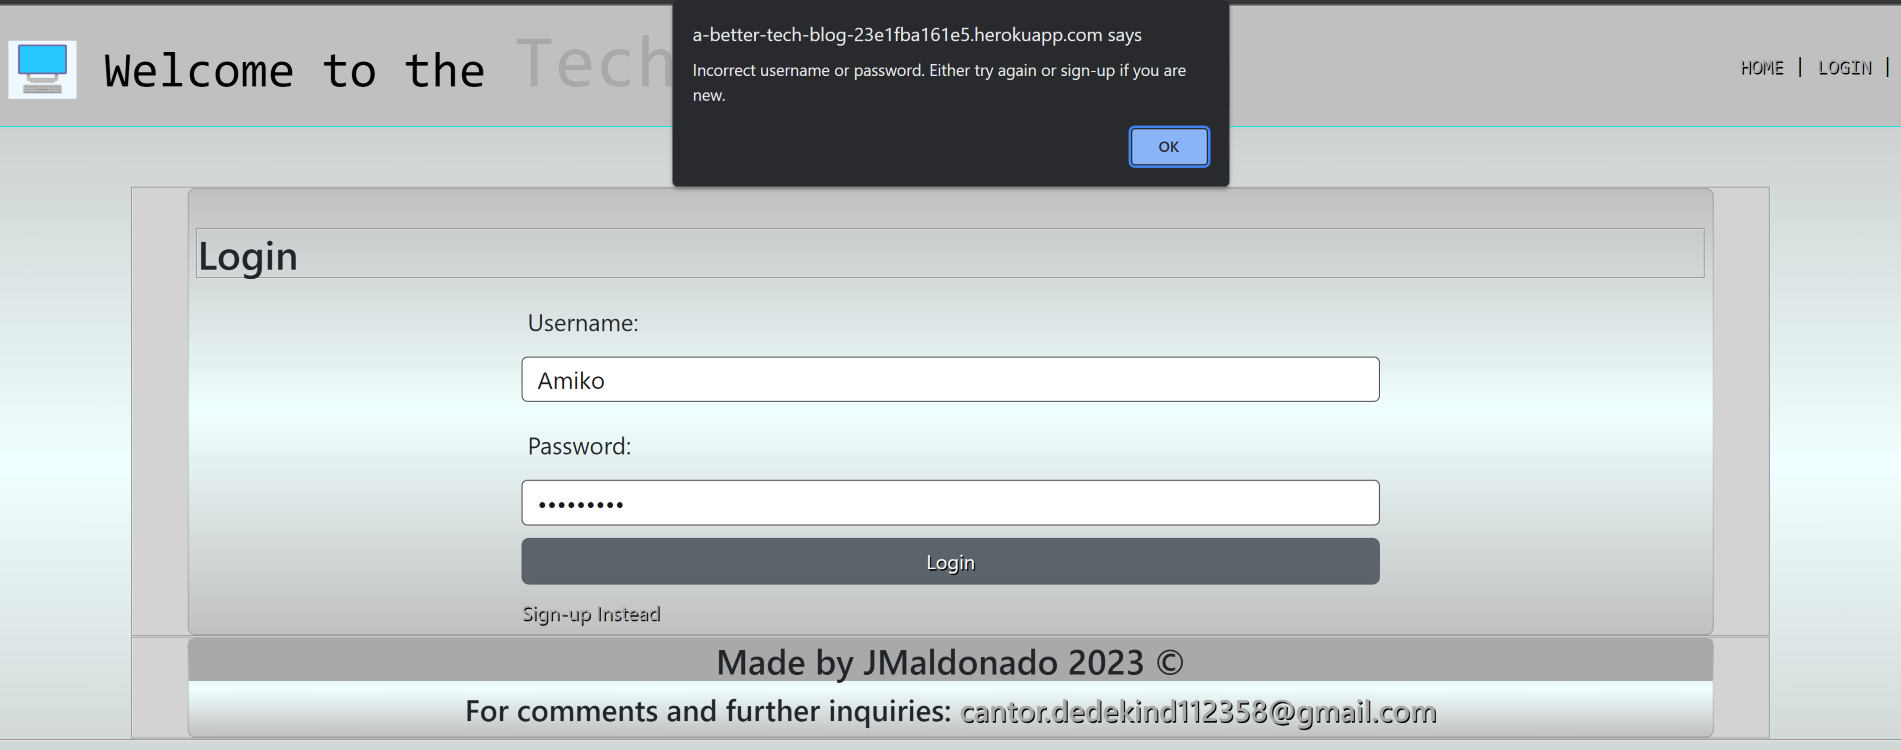 a-better-tech-blog-23e1fba161e5.herokuapp.com says
Incorrect username or password. Either try again or sign-up if you are
new.
OK
Welcome to the Tech
HOME | LOGIN |
Login
Username:
Amiko
Password:
•••••••••
Login
Sign-up Instead
Made by JMaldonado 2023 ©
For comments and further inquiries: cantor.dedekind112358@gmail.com